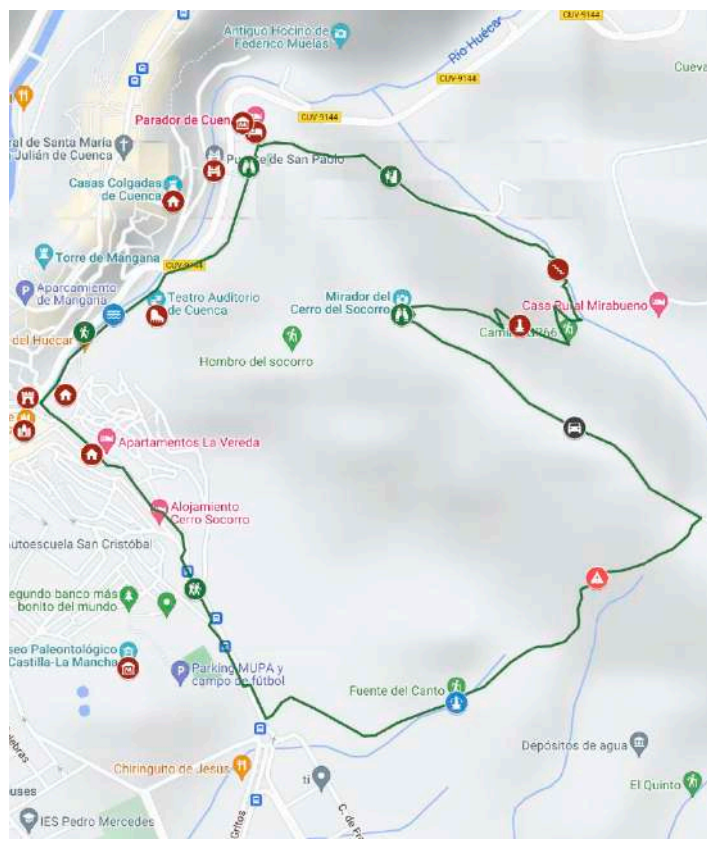 Antiguo Hocino de
Federico Muelas
CUV-9144
Río Huécar
CUV-9144
Cueva
Parador de Cuen
CUV-9144
ral de Santa María
Julián de Cuenca
Puente de San Pablo
Casas Colgadas
de Cuenca
Torre de Mangana
CUV-9144
Aparcamiento
de Mangana
Teatro Auditorio
de Cuenca
Mirador del
Cerro del Socorro
Casa Rural Mirabueno
del Huécar
Hombro del socorro
Apartamentos La Vereda
Alojamiento
Cerro Socorro
utoescuela San Cristóbal
egundo banco más
bonito del mundo
seo Paleontológico
Castilla-La Mancha
Parking MUPA y
campo de fútbol
Fuente del Canto
Depósitos de agua
Chiringuito de Jesús
ti
El Quinto
uses
IES Pedro Mercedes
Gritos